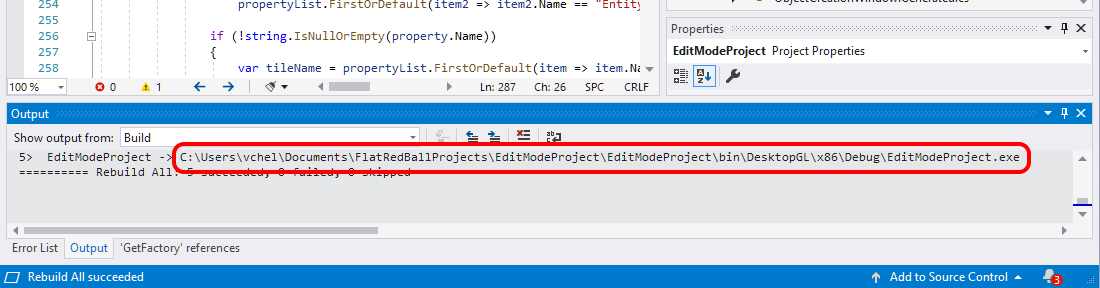 254 propertyList.FirstOrDefault(item2 => item2.Name == "Entity
256 if (!string.IsNullOrEmpty(property.Name))
257 {
258 var tileName = propertyList.FirstOrDefault(item => item.Na
100 % 0 1 Ln: 287 Ch: 26 SPC CRLF
Properties
EditModeProject Project Properties
Output
Show output from: Build
5> EditModeProject -> C:\Users\vchel\Documents\FlatRedBallProjects\EditModeProject\EditModeProject\bin\DesktopGL\x86\Debug\EditModeProject.exe
========== Rebuild All: 5 succeeded, 0 failed, 0 skipped
Error List Output 'GetFactory' references
Rebuild All succeeded Add to Source Control 3